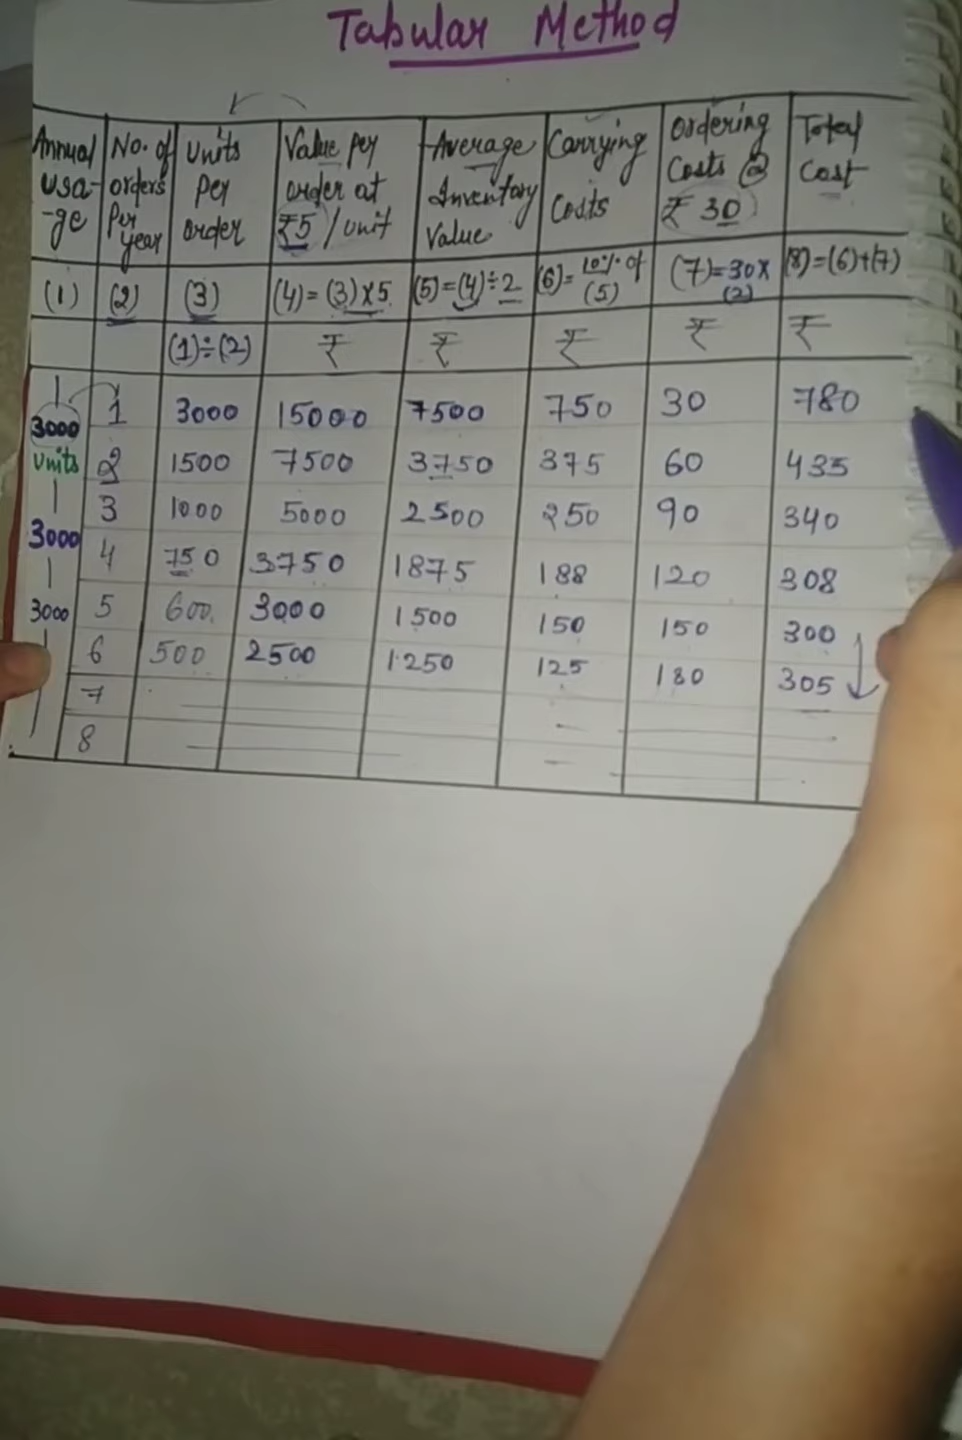 Tabular Method
Annual usa-ge | No. of orders Per year | Units Per order | Value per order at ₹5 / unit | Average Inventory Value | Carrying Costs | Ordering Costs @ ₹ 30 | Total Cost
(1) | (2) | (3) | (4) = (3) × 5 | (5) = (4) ÷ 2 | (6) = 10% of (5) | (7) = 30 × (2) | (8) = (6) + (7)
(1) ÷ (2) | ₹ | ₹ | ₹ | ₹ | ₹
3000 units | 1 | 3000 | 15000 | 7500 | 750 | 30 | 780
2 | 1500 | 7500 | 3750 | 375 | 60 | 435
3 | 1000 | 5000 | 2500 | 250 | 90 | 340
3000 | 4 | 750 | 3750 | 1875 | 188 | 120 | 308
3000 | 5 | 600 | 3000 | 1500 | 150 | 150 | 300
6 | 500 | 2500 | 1250 | 125 | 180 | 305
7
8